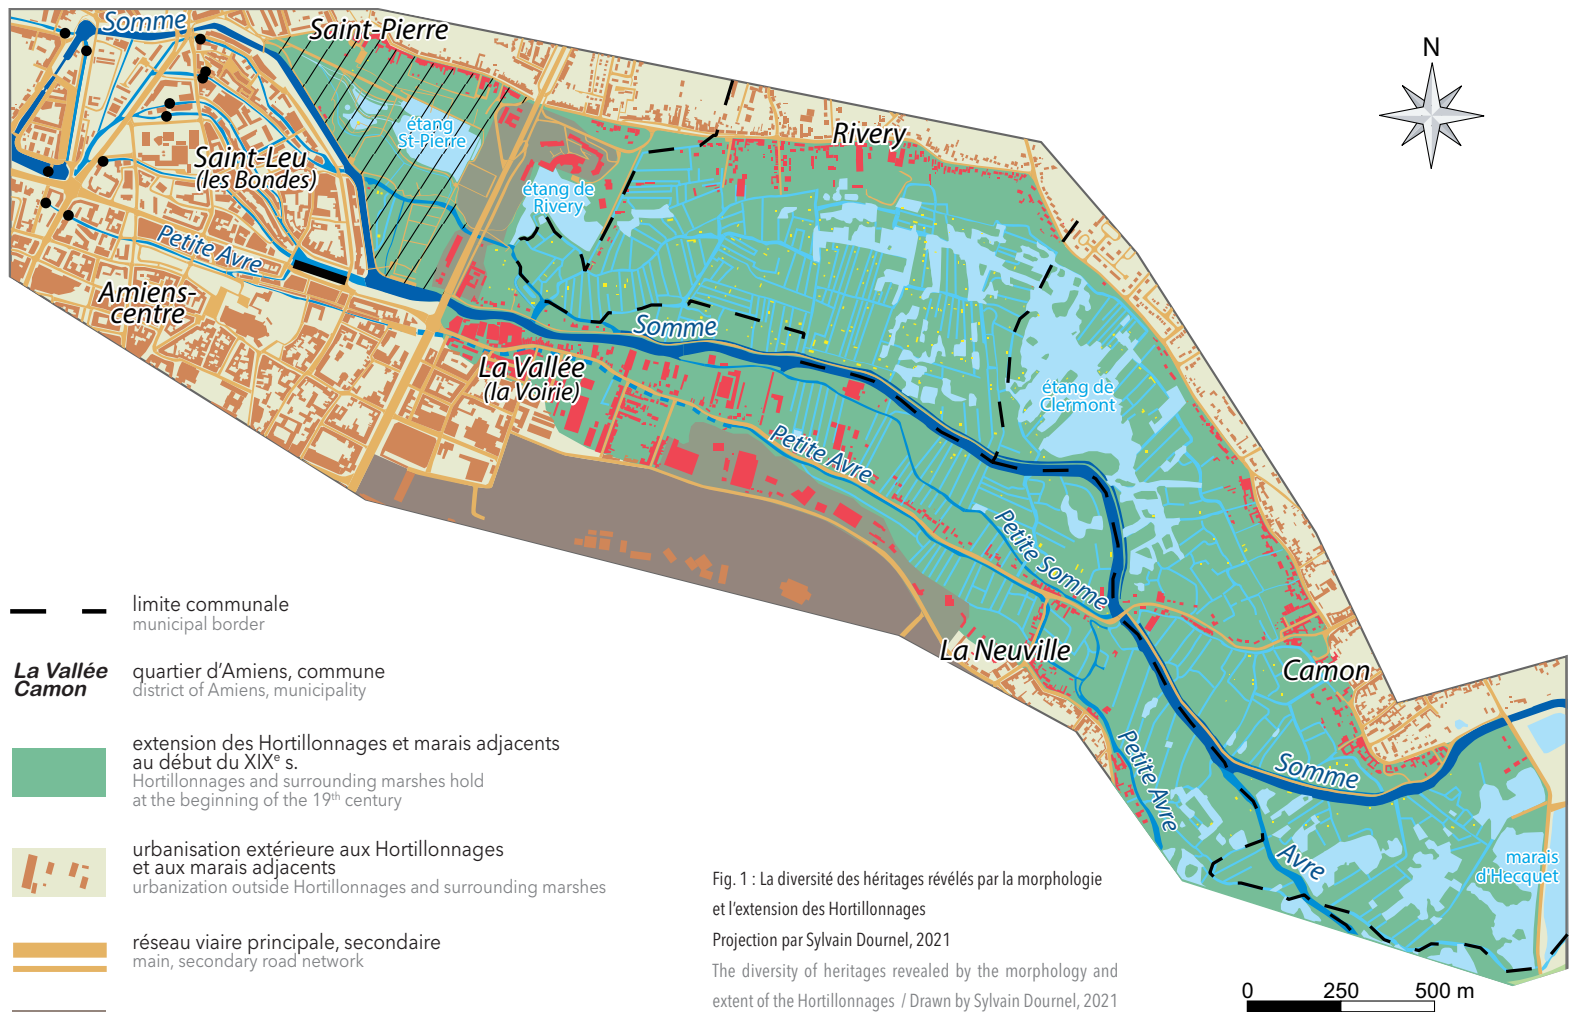 Somme
Saint-Pierre
N
étang
St-Pierre
Rivery
Saint-Leu
(les Bondes)
étang de
Rivery
Petite Avre
Amiens-
centre
Somme
La Vallée
(la Voirie)
étang de
Clermont
Petite Avre
Petite Somme
La Neuville
Camon
Petite Avre
Somme
Avre
marais
d'Hecquet
limite communale
municipal border
La Vallée
Camon
quartier d'Amiens, commune
district of Amiens, municipality
extension des Hortillonnages et marais adjacents
au début du XIXe s.
Hortillonnages and surrounding marshes hold
at the beginning of the 19th century
urbanisation extérieure aux Hortillonnages
et aux marais adjacents
urbanization outside Hortillonnages and surrounding marshes
réseau viaire principale, secondaire
main, secondary road network
Fig. 1 : La diversité des héritages révélés par la morphologie
et l'extension des Hortillonnages
Projection par Sylvain Dournel, 2021
The diversity of heritages revealed by the morphology and
extent of the Hortillonnages / Drawn by Sylvain Dournel, 2021
0 250 500 m